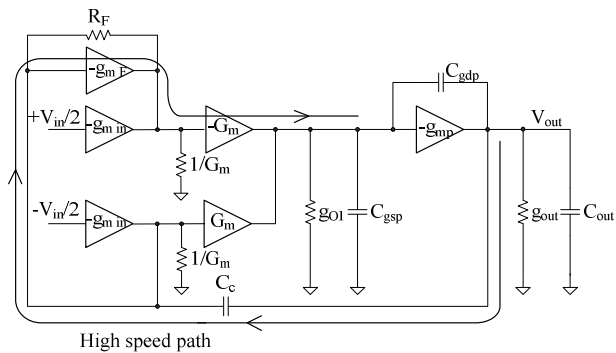 R_F
-g_m F
C_gdp
+V_in/2
-g_m in
-G_m
-g_mp
V_out
1/G_m
-V_in/2
-g_m in
G_m
g_O1
C_gsp
g_out
C_out
1/G_m
C_c
High speed path